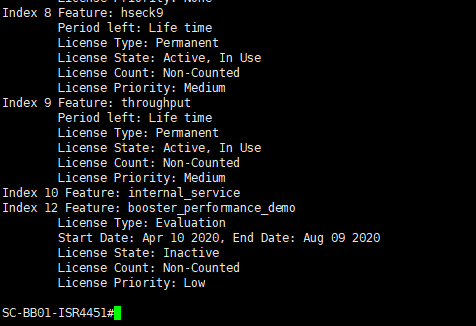 License Priority: None
Index 8 Feature: hseck9
Period left: Life time
License Type: Permanent
License State: Active, In Use
License Count: Non-Counted
License Priority: Medium
Index 9 Feature: throughput
Period left: Life time
License Type: Permanent
License State: Active, In Use
License Count: Non-Counted
License Priority: Medium
Index 10 Feature: internal_service
Index 12 Feature: booster_performance_demo
License Type: Evaluation
Start Date: Apr 10 2020, End Date: Aug 09 2020
License State: Inactive
License Count: Non-Counted
License Priority: Low
SC-BB01-ISR4451#